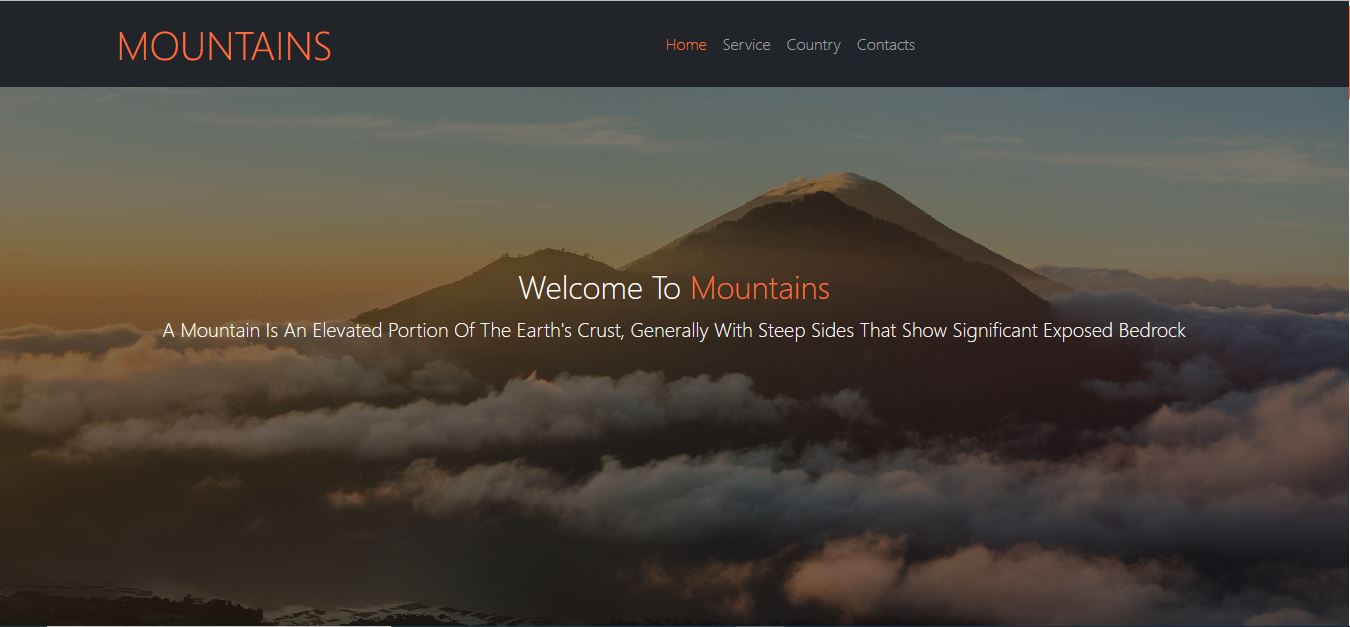 MOUNTAINS
Home Service Country Contacts
Welcome To Mountains
A Mountain Is An Elevated Portion Of The Earth's Crust, Generally With Steep Sides That Show Significant Exposed Bedrock